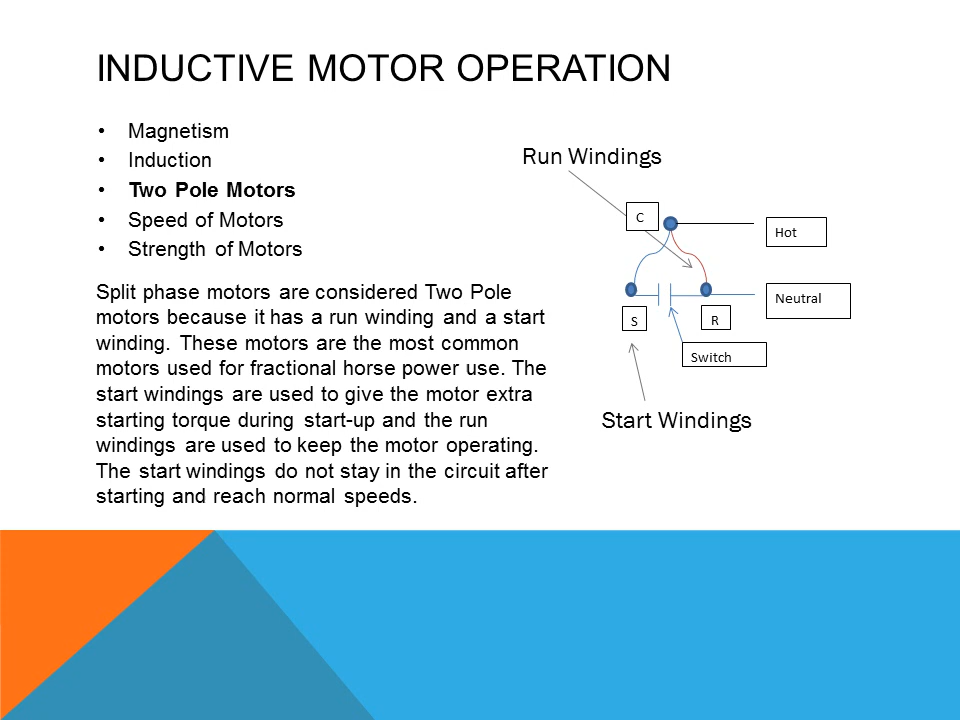 INDUCTIVE MOTOR OPERATION
• Magnetism
• Induction
• Two Pole Motors
• Speed of Motors
• Strength of Motors
Split phase motors are considered Two Pole
motors because it has a run winding and a start
winding. These motors are the most common
motors used for fractional horse power use. The
start windings are used to give the motor extra
starting torque during start-up and the run
windings are used to keep the motor operating.
The start windings do not stay in the circuit after
starting and reach normal speeds.
Run Windings
C
Hot
Neutral
S
R
Switch
Start Windings